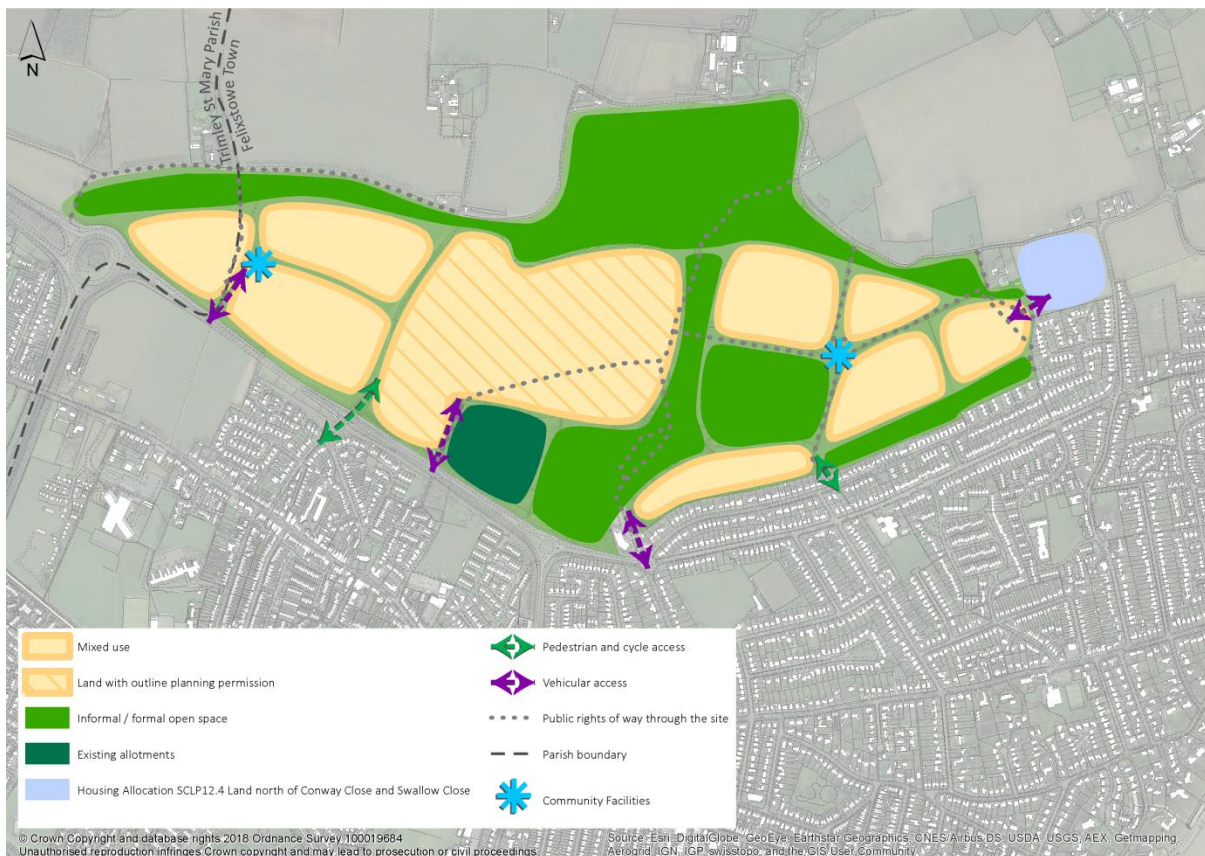 N
Trimley St Mary Parish
Felixstowe Town
Mixed use
Pedestrian and cycle access
Land with outline planning permission
Vehicular access
Informal / formal open space
Public rights of way through the site
Existing allotments
Parish boundary
Housing Allocation SCLP12.4 Land north of Conway Close and Swallow Close
Community Facilities
© Crown Copyright and database rights 2018 Ordnance Survey 100019684
Unauthorised reproduction infringes Crown copyright and may lead to prosecution or civil proceedings
Source: Esri, DigitalGlobe, GeoEye, Earthstar Geographics, CNES/Airbus DS, USDA, USGS, AEX, Getmapping,
Aerogrid, IGN, IGP, swisstopo, and the GIS User Community